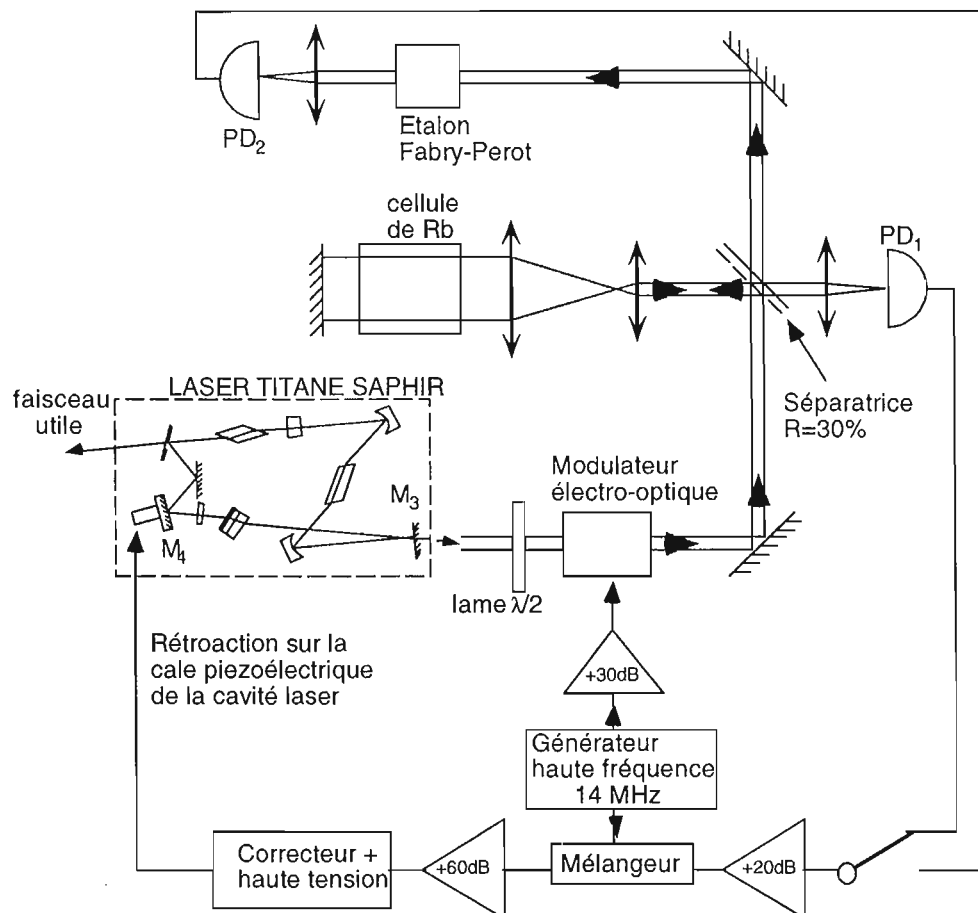 PD2
Etalon
Fabry-Perot
cellule
de Rb
PD1
LASER TITANE SAPHIR
faisceau
utile
Séparatrice
R=30%
Modulateur
électro-optique
M3
M4
lame λ/2
Rétroaction sur la
cale piezoélectrique
de la cavité laser
+30dB
Générateur
haute fréquence
14 MHz
Correcteur +
haute tension
+60dB
Mélangeur
+20dB